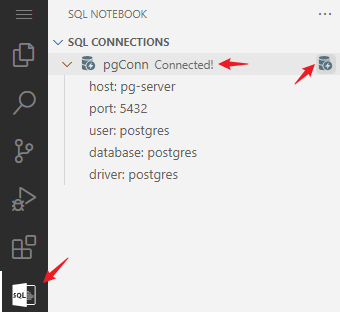 SQL NOTEBOOK
SQL CONNECTIONS
pgConn Connected!
host: pg-server
port: 5432
user: postgres
database: postgres
driver: postgres
SQL